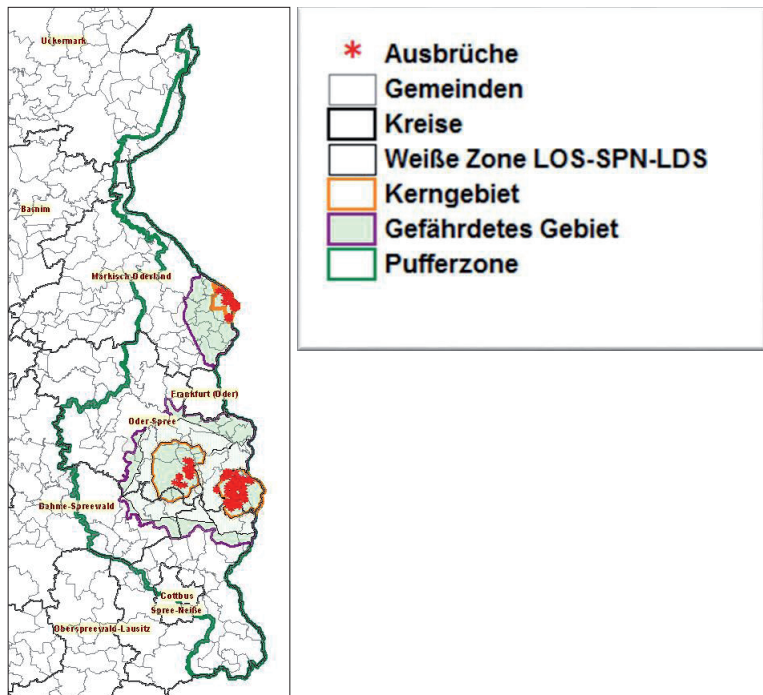 Uckermark
Barnim
Märkisch-Oderland
Frankfurt (Oder)
Oder-Spree
Dahme-Spreewald
Cottbus
Spree-Neiße
Oberspreewald-Lausitz
* Ausbrüche
Gemeinden
Kreise
Weiße Zone LOS-SPN-LDS
Kerngebiet
Gefährdetes Gebiet
Pufferzone